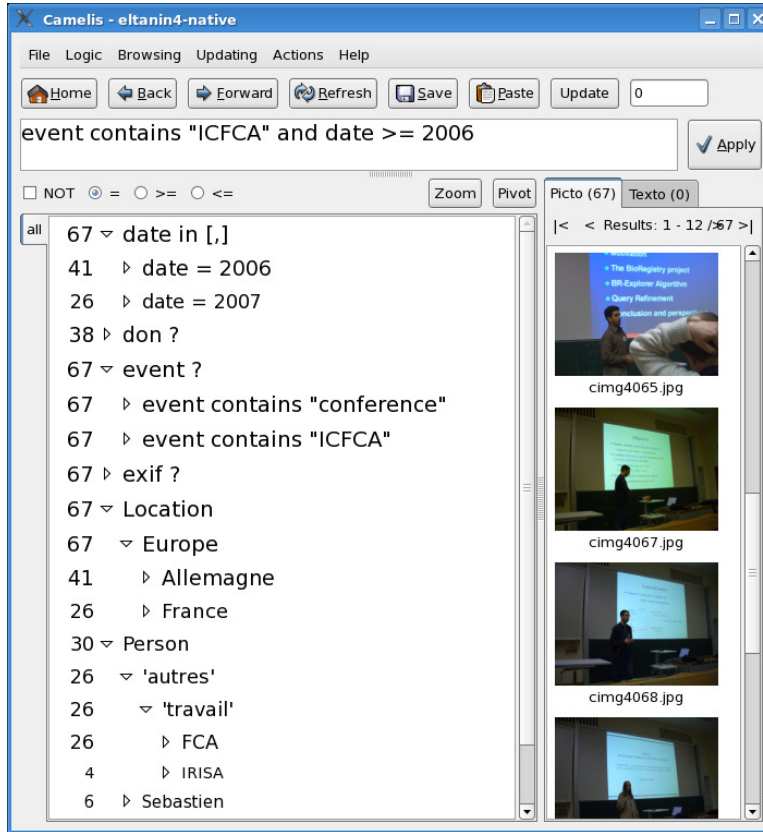 Camelis - eltanin4-native
File Logic Browsing Updating Actions Help
Home Back Forward Refresh Save Paste Update 0
event contains "ICFCA" and date >= 2006
Apply
NOT = >= <= Zoom Pivot
Picto (67) Texto (0)
all
|< < Results: 1 - 12 / 67 > >|
67 date in [,]
41 date = 2006
26 date = 2007
38 don ?
67 event ?
67 event contains "conference"
67 event contains "ICFCA"
67 exif ?
67 Location
67 Europe
41 Allemagne
26 France
30 Person
26 'autres'
26 'travail'
26 FCA
4 IRISA
6 Sebastien
Motivation
The BioRegistry project
BR-Explorer Algorithm
Query Refinement
Conclusion and perspect
cimg4065.jpg
cimg4067.jpg
cimg4068.jpg